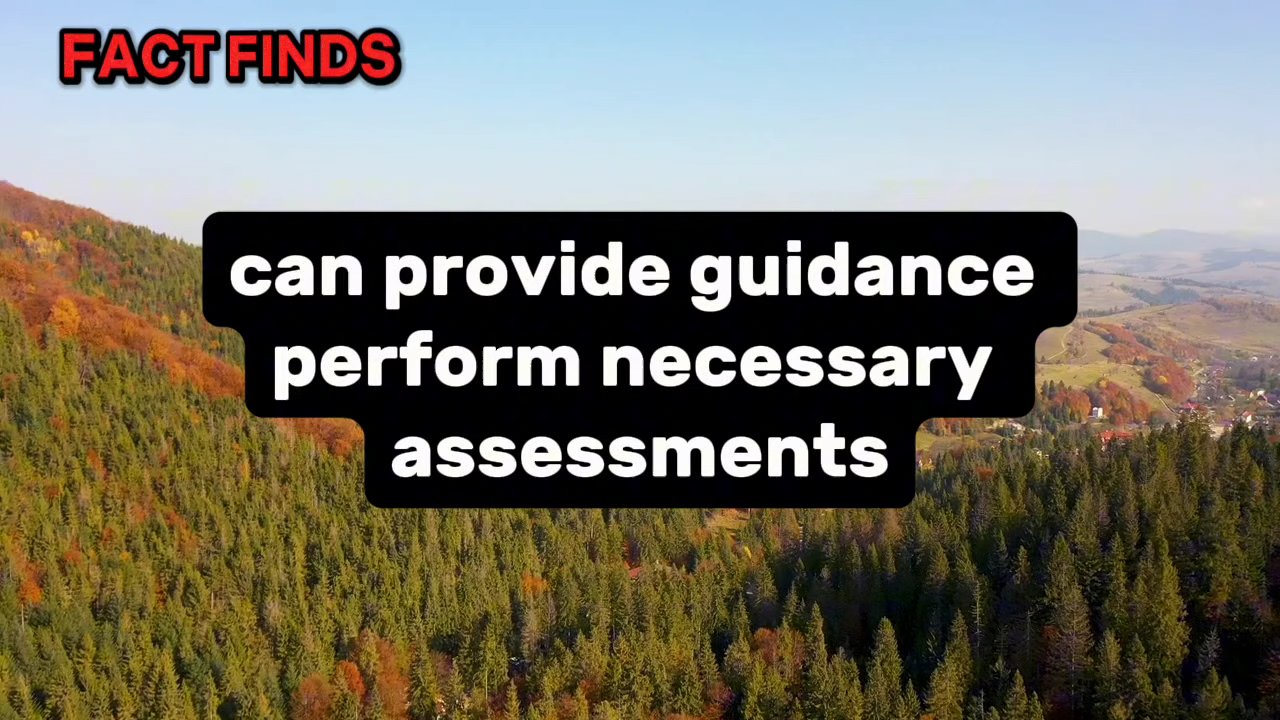 FACT FINDS
can provide guidance
perform necessary
assessments